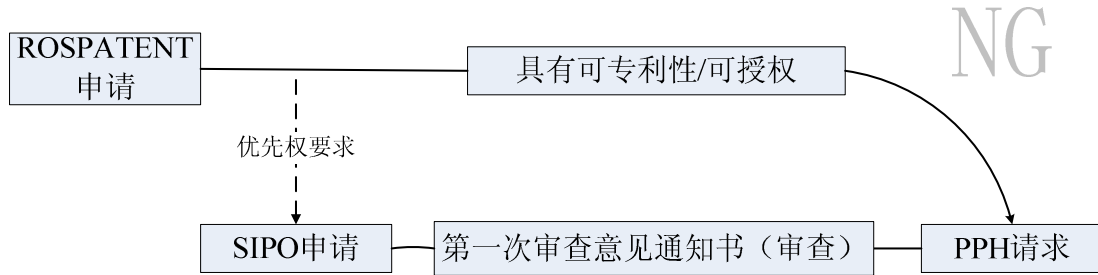 NG
ROSPATENT
申请
具有可专利性/可授权
优先权要求
SIPO申请
第一次审查意见通知书（审查）
PPH请求